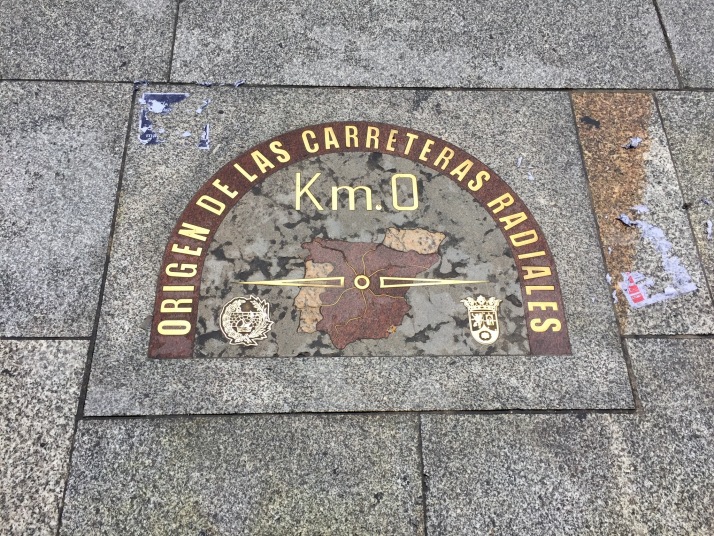 ORIGEN DE LAS CARRETERAS RADIALES
Km.0